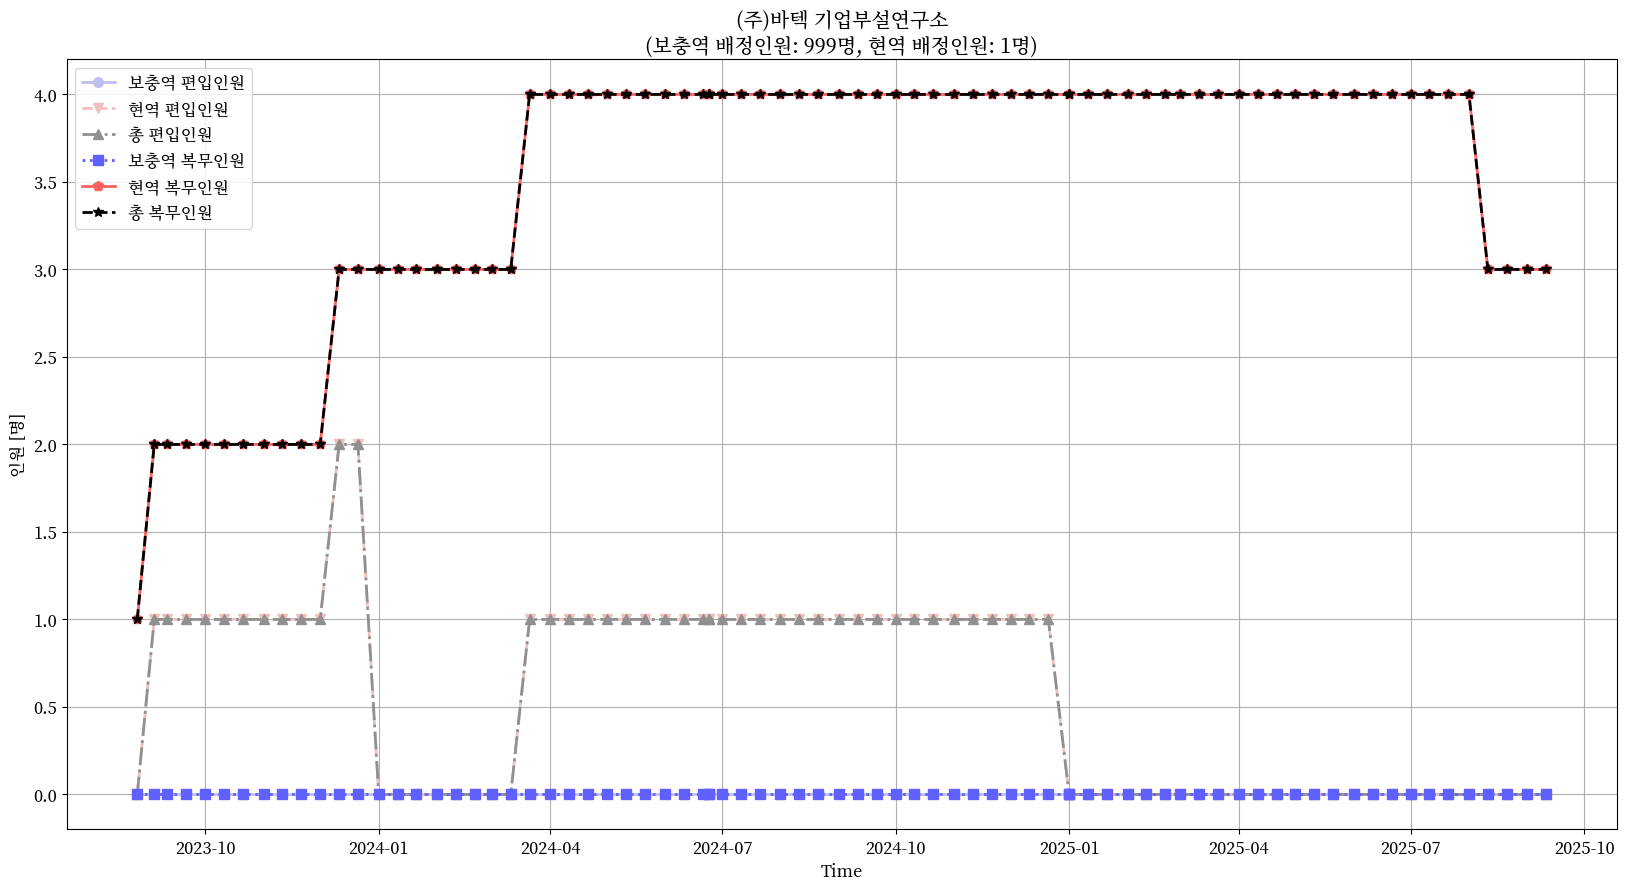 (주)바텍 기업부설연구소
(보충역 배정인원: 999명, 현역 배정인원: 1명)
보충역 편입인원
현역 편입인원
총 편입인원
보충역 복무인원
현역 복무인원
총 복무인원
인원 [명]
4.0
3.5
3.0
2.5
2.0
1.5
1.0
0.5
0.0
2023-10
2024-01
2024-04
2024-07
2024-10
2025-01
2025-04
2025-07
2025-10
Time